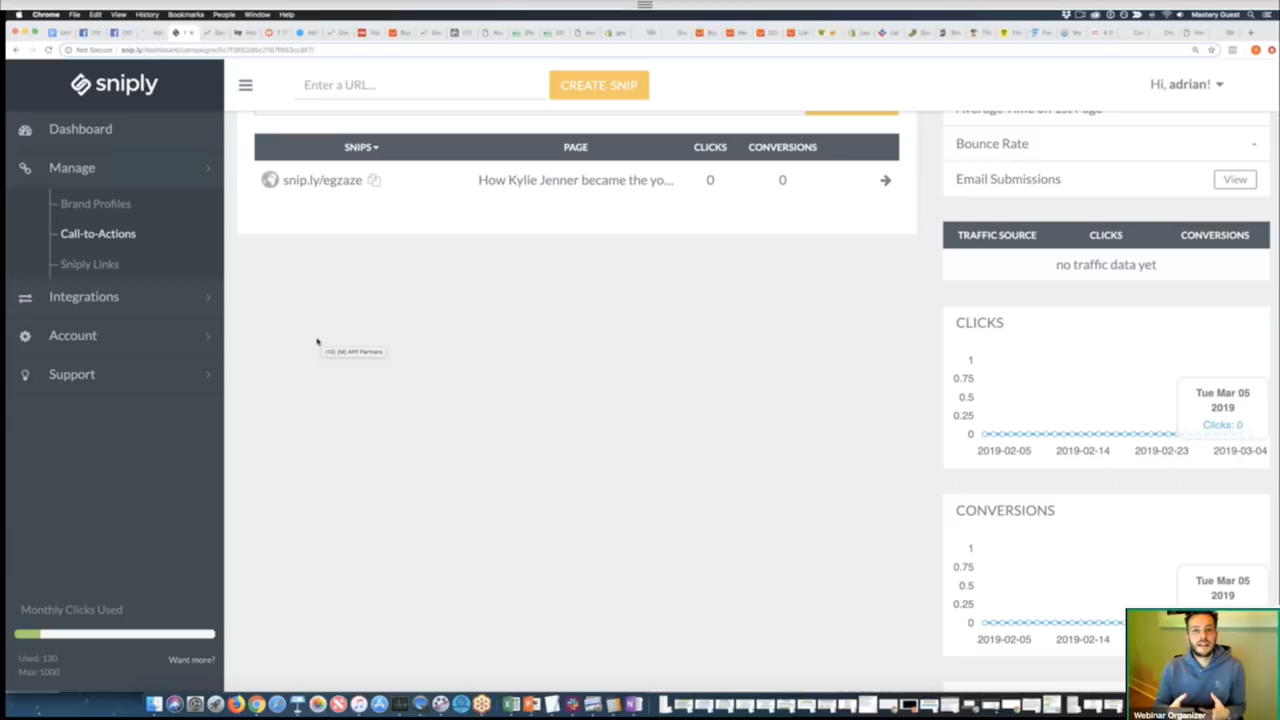 Chrome File Edit View History Bookmarks People Window Help Mastery Guest
Not Secure
sniply
Enter a URL...
CREATE SNIP
Hi, adrian!
Dashboard
Manage
Brand Profiles
Call-to-Actions
Sniply Links
Integrations
Account
Support
Monthly Clicks Used
Used: 130
Max: 1000
Want more?
SNIPS PAGE CLICKS CONVERSIONS
snip.ly/egzaze How Kylie Jenner became the yo... 0 0
(15) [M] APP Partners
Bounce Rate -
Email Submissions View
TRAFFIC SOURCE CLICKS CONVERSIONS
no traffic data yet
CLICKS
1
0.75
0.5
0.25
0
Tue Mar 05
2019
Clicks: 0
2019-02-05 2019-02-14 2019-02-23 2019-03-04
CONVERSIONS
1
0.75
0.5
0.25
0
Tue Mar 05
2019
2019-02-05 2019-02-14
Webinar Organizer